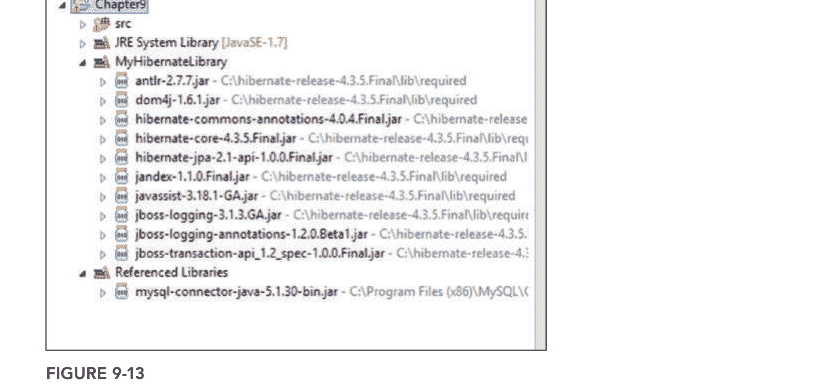 Chapter9
src
JRE System Library [JavaSE-1.7]
MyHibernateLibrary
antlr-2.7.7.jar - C:\hibernate-release-4.3.5.Final\lib\required
dom4j-1.6.1.jar - C:\hibernate-release-4.3.5.Final\lib\required
hibernate-commons-annotations-4.0.4.Final.jar - C:\hibernate-release
hibernate-core-4.3.5.Final.jar - C:\hibernate-release-4.3.5.Final\lib\requ
hibernate-jpa-2.1-api-1.0.0.Final.jar - C:\hibernate-release-4.3.5.Final\l
jandex-1.1.0.Final.jar - C:\hibernate-release-4.3.5.Final\lib\required
javassist-3.18.1-GA.jar - C:\hibernate-release-4.3.5.Final\lib\required
jboss-logging-3.1.3.GA.jar - C:\hibernate-release-4.3.5.Final\lib\require
jboss-logging-annotations-1.2.0.Beta1.jar - C:\hibernate-release-4.3.5.
jboss-transaction-api_1.2_spec-1.0.0.Final.jar - C:\hibernate-release-4.3
Referenced Libraries
mysql-connector-java-5.1.30-bin.jar - C:\Program Files (x86)\MySQL\C
FIGURE 9-13